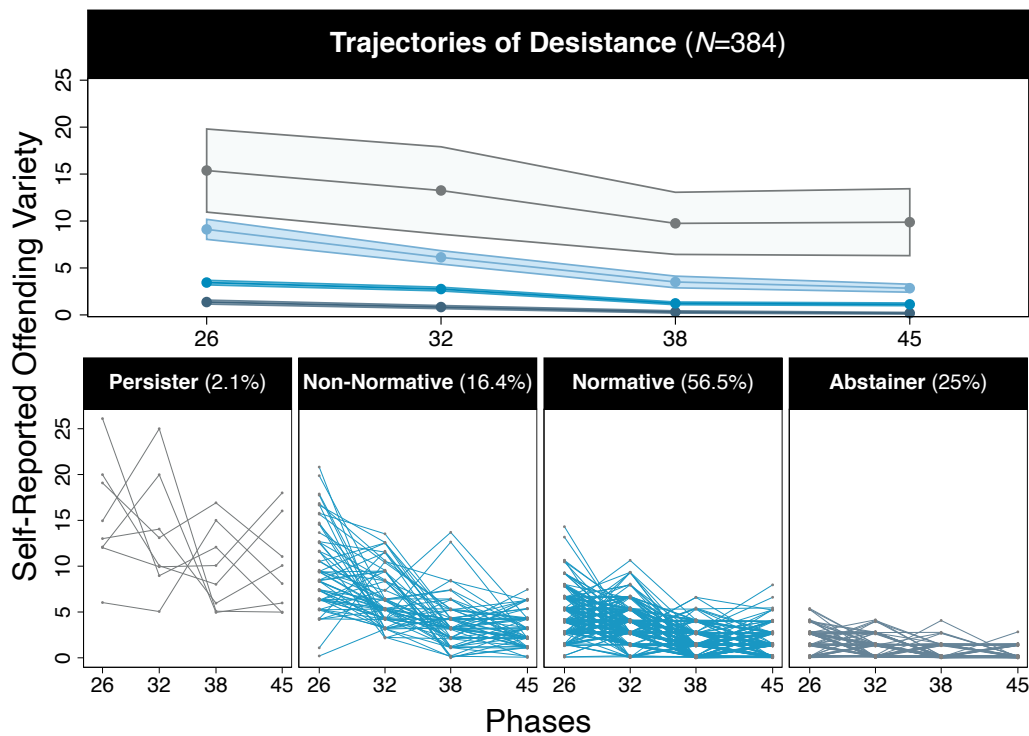 Trajectories of Desistance (N=384)
Self-Reported Offending Variety
25
20
15
10
5
0
26 32 38 45
Persister (2.1%) Non-Normative (16.4%) Normative (56.5%) Abstainer (25%)
25
20
15
10
5
0
26 32 38 45 26 32 38 45 26 32 38 45 26 32 38 45
Phases